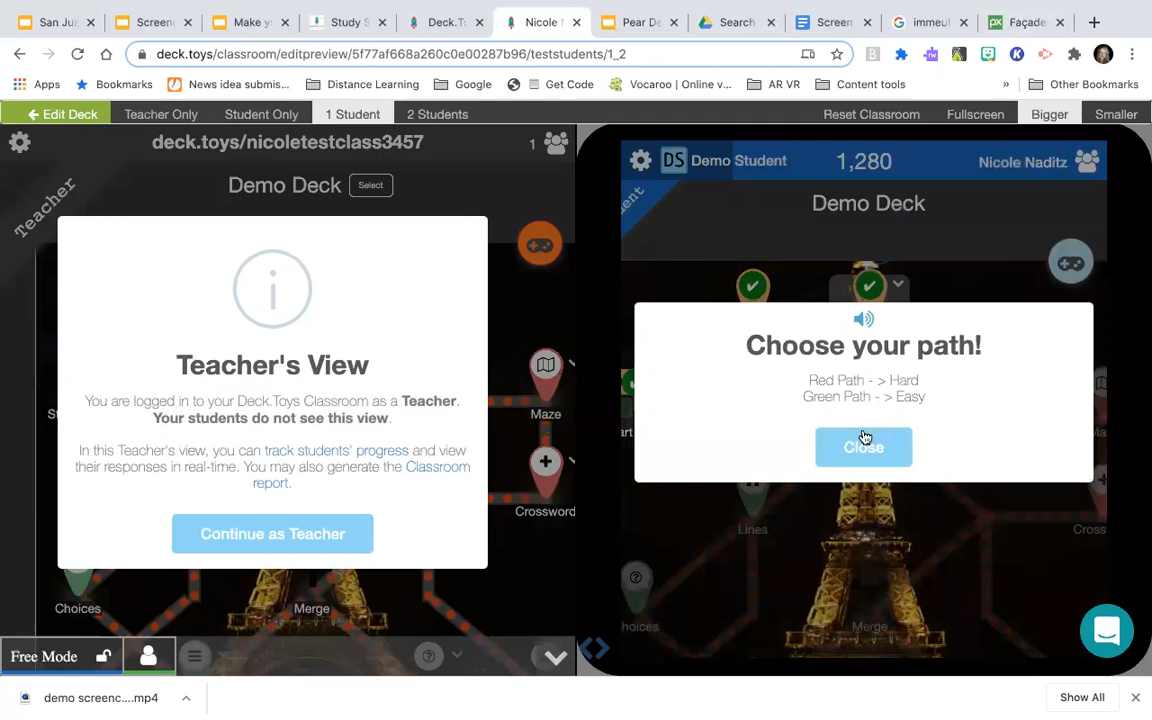 San Jua
Screenc
Make y
Study S
Deck.To
Nicole N
Pear De
Search
Screen
immeul
Façade
deck.toys/classroom/editpreview/5f77af668a260c0e00287b96/teststudents/1_2
Apps
Bookmarks
News idea submis...
Distance Learning
Google
Get Code
Vocaroo | Online v...
AR VR
Content tools
»
Other Bookmarks
Edit Deck
Teacher Only
Student Only
1 Student
2 Students
Reset Classroom
Fullscreen
Bigger
Smaller
deck.toys/nicoletestclass3457
1
Demo Deck
Select
Teacher
Teacher's View
You are logged in to your Deck.Toys Classroom as a Teacher.
Your students do not see this view.
In this Teacher's view, you can track students' progress and view
their responses in real-time. You may also generate the Classroom
report.
Continue as Teacher
Maze
Crossword
Choices
Merge
Free Mode
DS
Demo Student
1,280
Nicole Naditz
ent
Demo Deck
Choose your path!
Red Path - > Hard
Green Path - > Easy
Close
Lines
Cross
hoices
Merge
demo screenc....mp4
Show All